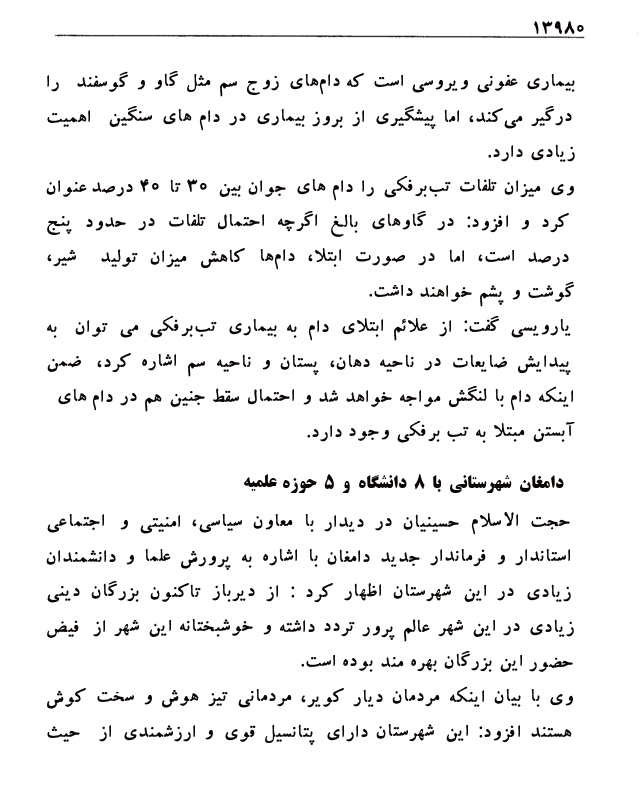 ۱۳۹۸۰
بیماری عفونی ویروسی است که دام‌های زوج سم مثل گاو و گوسفند را
درگیر می‌کند، اما پیشگیری از بروز بیماری در دام های سنگین اهمیت
زیادی دارد.
وی میزان تلفات تب‌برفکی را دام های جوان بین ۳۰ تا ۴۰ درصد عنوان
کرد و افزود: در گاوهای بالغ اگرچه احتمال تلفات در حدود پنج
درصد است، اما در صورت ابتلا، دام‌ها کاهش میزان تولید شیر،
گوشت و پشم خواهند داشت.
یارویسی گفت: از علائم ابتلای دام به بیماری تب‌برفکی می توان به
پیدایش ضایعات در ناحیه دهان، پستان و ناحیه سم اشاره کرد، ضمن
اینکه دام با لنگش مواجه خواهد شد و احتمال سقط جنین هم در دام های
آبستن مبتلا به تب برفکی وجود دارد.
دامغان شهرستانی با ۸ دانشگاه و ۵ حوزه علمیه
حجت الاسلام حسینیان در دیدار با معاون سیاسی، امنیتی و اجتماعی
استاندار و فرماندار جدید دامغان با اشاره به پرورش علما و دانشمندان
زیادی در این شهرستان اظهار کرد : از دیرباز تاکنون بزرگان دینی
زیادی در این شهر عالم پرور تردد داشته و خوشبختانه این شهر از فیض
حضور این بزرگان بهره مند بوده است.
وی با بیان اینکه مردمان دیار کویر، مردمانی تیز هوش و سخت کوش
هستند افزود: این شهرستان دارای پتانسیل قوی و ارزشمندی از حیث